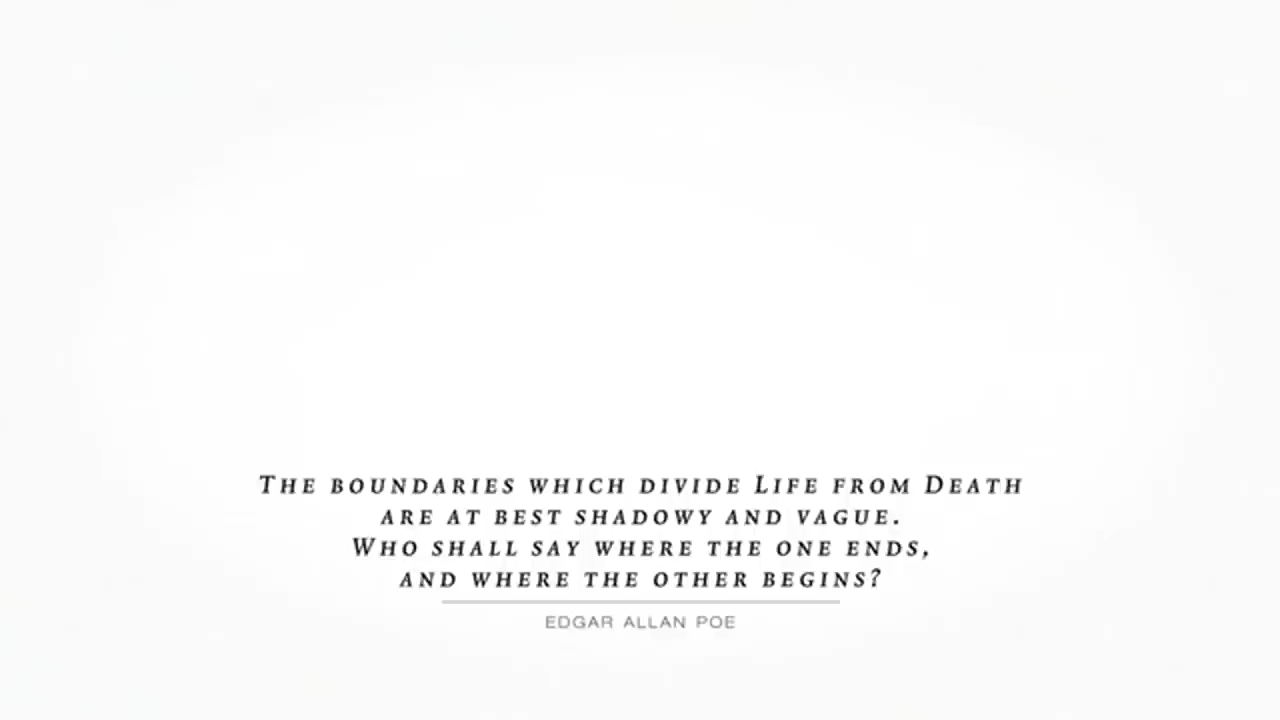 The boundaries which divide Life from Death
are at best shadowy and vague.
Who shall say where the one ends,
and where the other begins?
EDGAR ALLAN POE